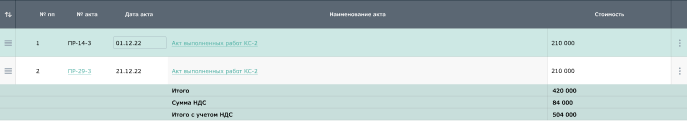 № пп № акта Дата акта Наименование акта Стоимость
1 ПР-14-3 01.12.22 Акт выполненных работ КС-2 210 000
2 ПР-29-3 21.12.22 Акт выполненных работ КС-2 210 000
Итого 420 000
Сумма НДС 84 000
Итого с учетом НДС 504 000